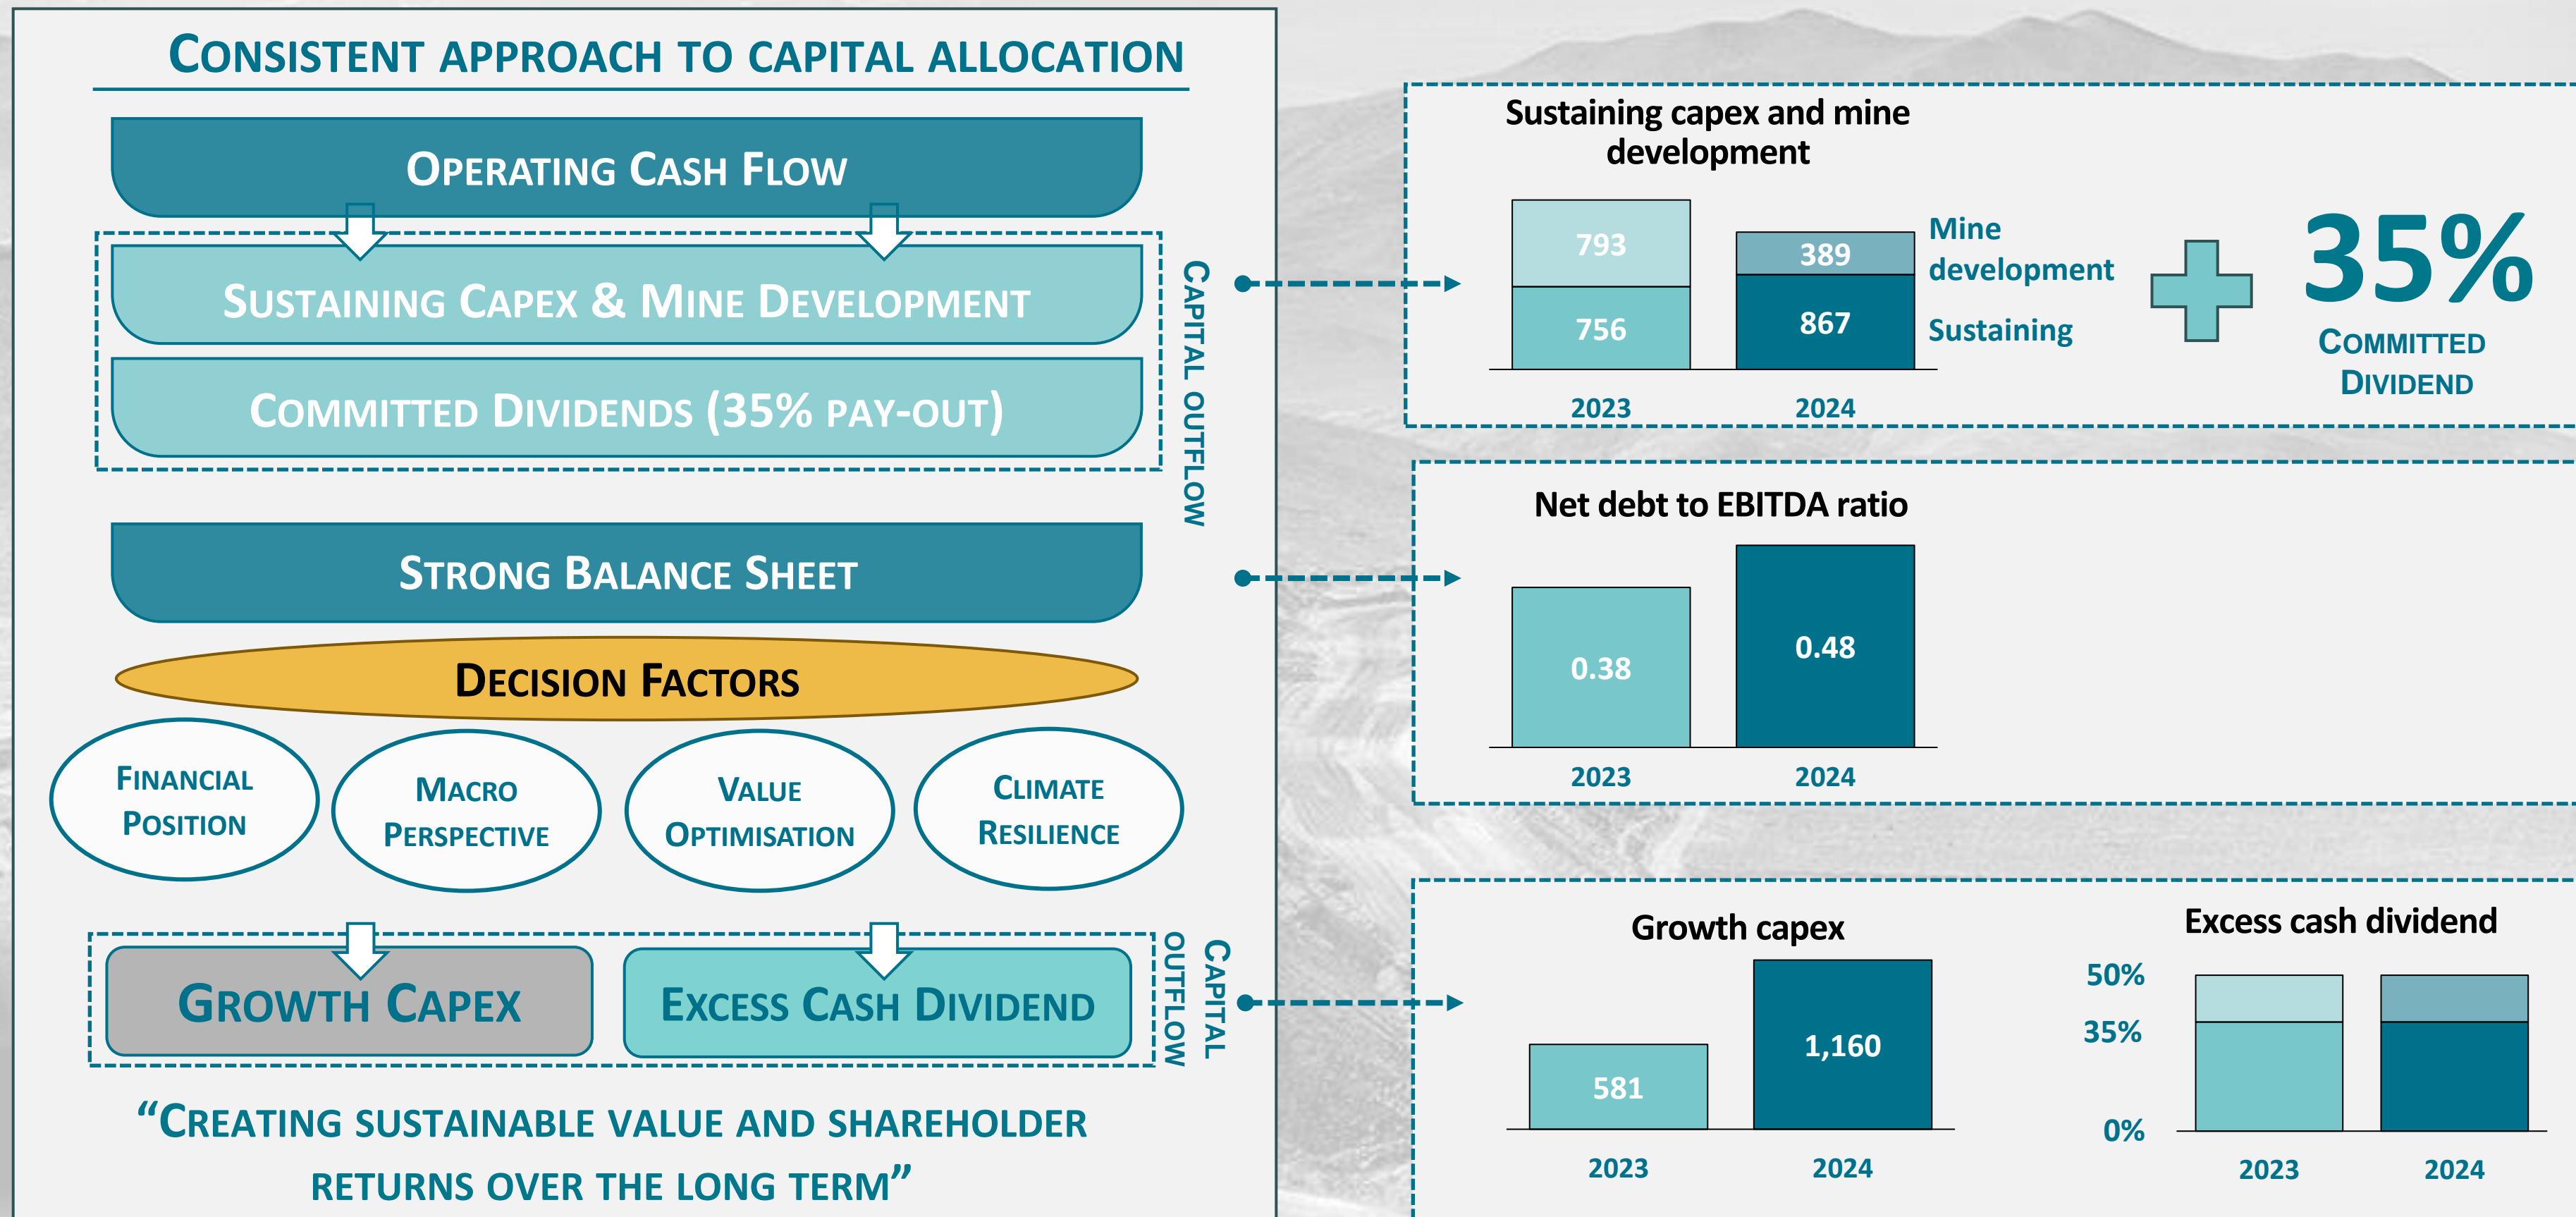 CONSISTENT APPROACH TO CAPITAL ALLOCATION
OPERATING CASH FLOW
SUSTAINING CAPEX & MINE DEVELOPMENT
COMMITTED DIVIDENDS (35% PAY-OUT)
CAPITAL OUTFLOW
STRONG BALANCE SHEET
DECISION FACTORS
FINANCIAL
POSITION
MACRO
PERSPECTIVE
VALUE
OPTIMISATION
CLIMATE
RESILIENCE
GROWTH CAPEX
EXCESS CASH DIVIDEND
CAPITAL
OUTFLOW
“CREATING SUSTAINABLE VALUE AND SHAREHOLDER
RETURNS OVER THE LONG TERM”
Sustaining capex and mine
development
793
756
2023
389
867
2024
Mine
development
Sustaining
35%
COMMITTED
DIVIDEND
Net debt to EBITDA ratio
0.38
0.48
2023
2024
Growth capex
581
1,160
2023
2024
Excess cash dividend
50%
35%
0%
2023
2024